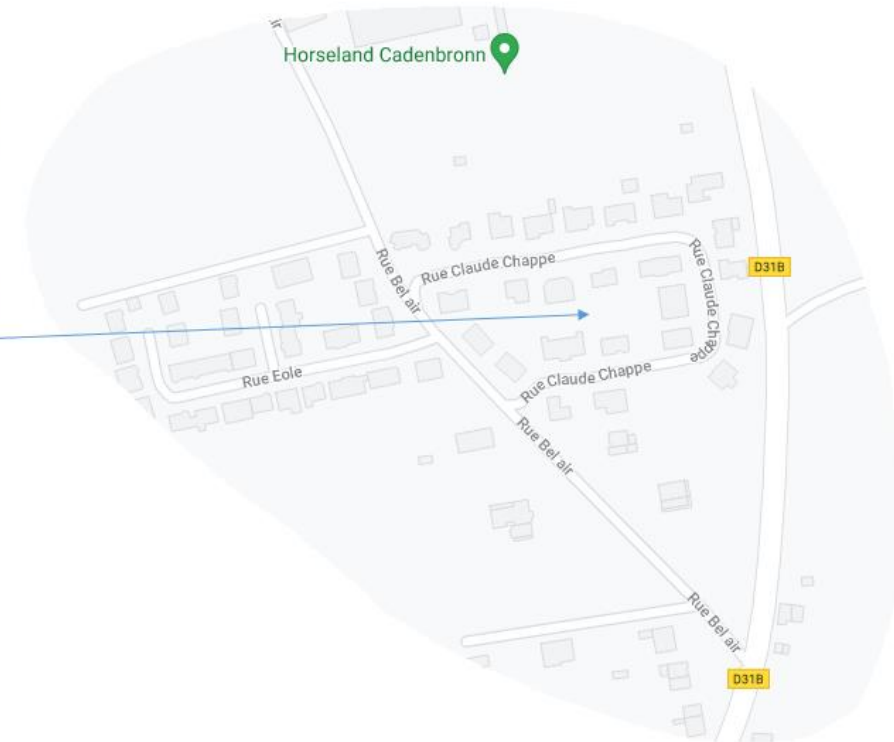 ir
Horseland Cadenbronn
Rue Bel air
Rue Claude Chappe
Rue Claude Chappe
D31B
Rue Eole
Rue Claude Chappe
Rue Bel air
Rue Bel air
D31B